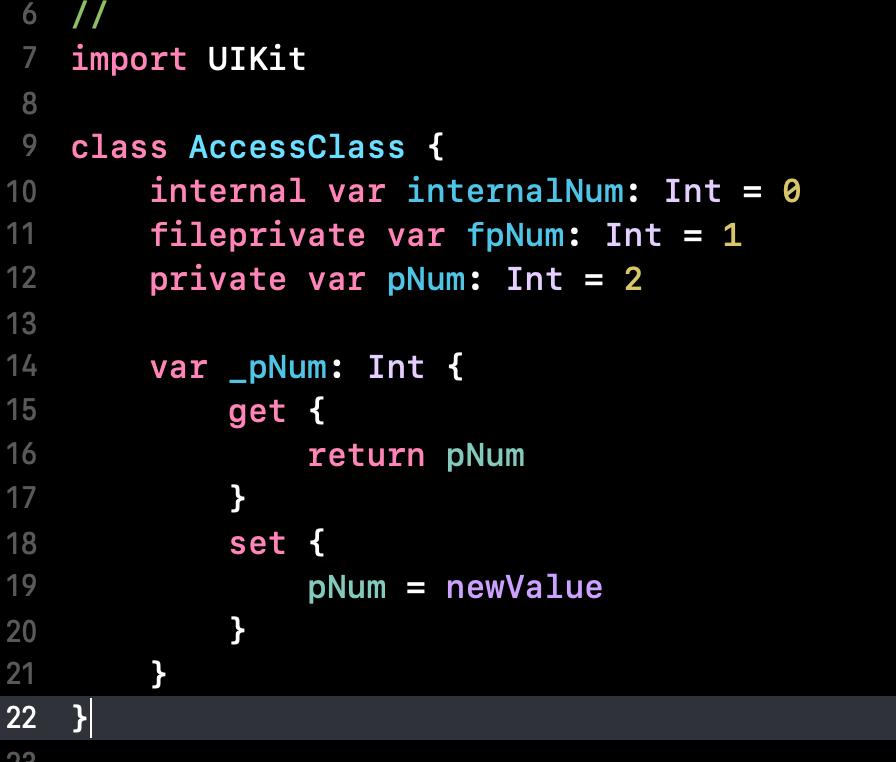 6 //
7 import UIKit
8
9 class AccessClass {
10 internal var internalNum: Int = 0
11 fileprivate var fpNum: Int = 1
12 private var pNum: Int = 2
13
14 var _pNum: Int {
15 get {
16 return pNum
17 }
18 set {
19 pNum = newValue
20 }
21 }
22 }
23